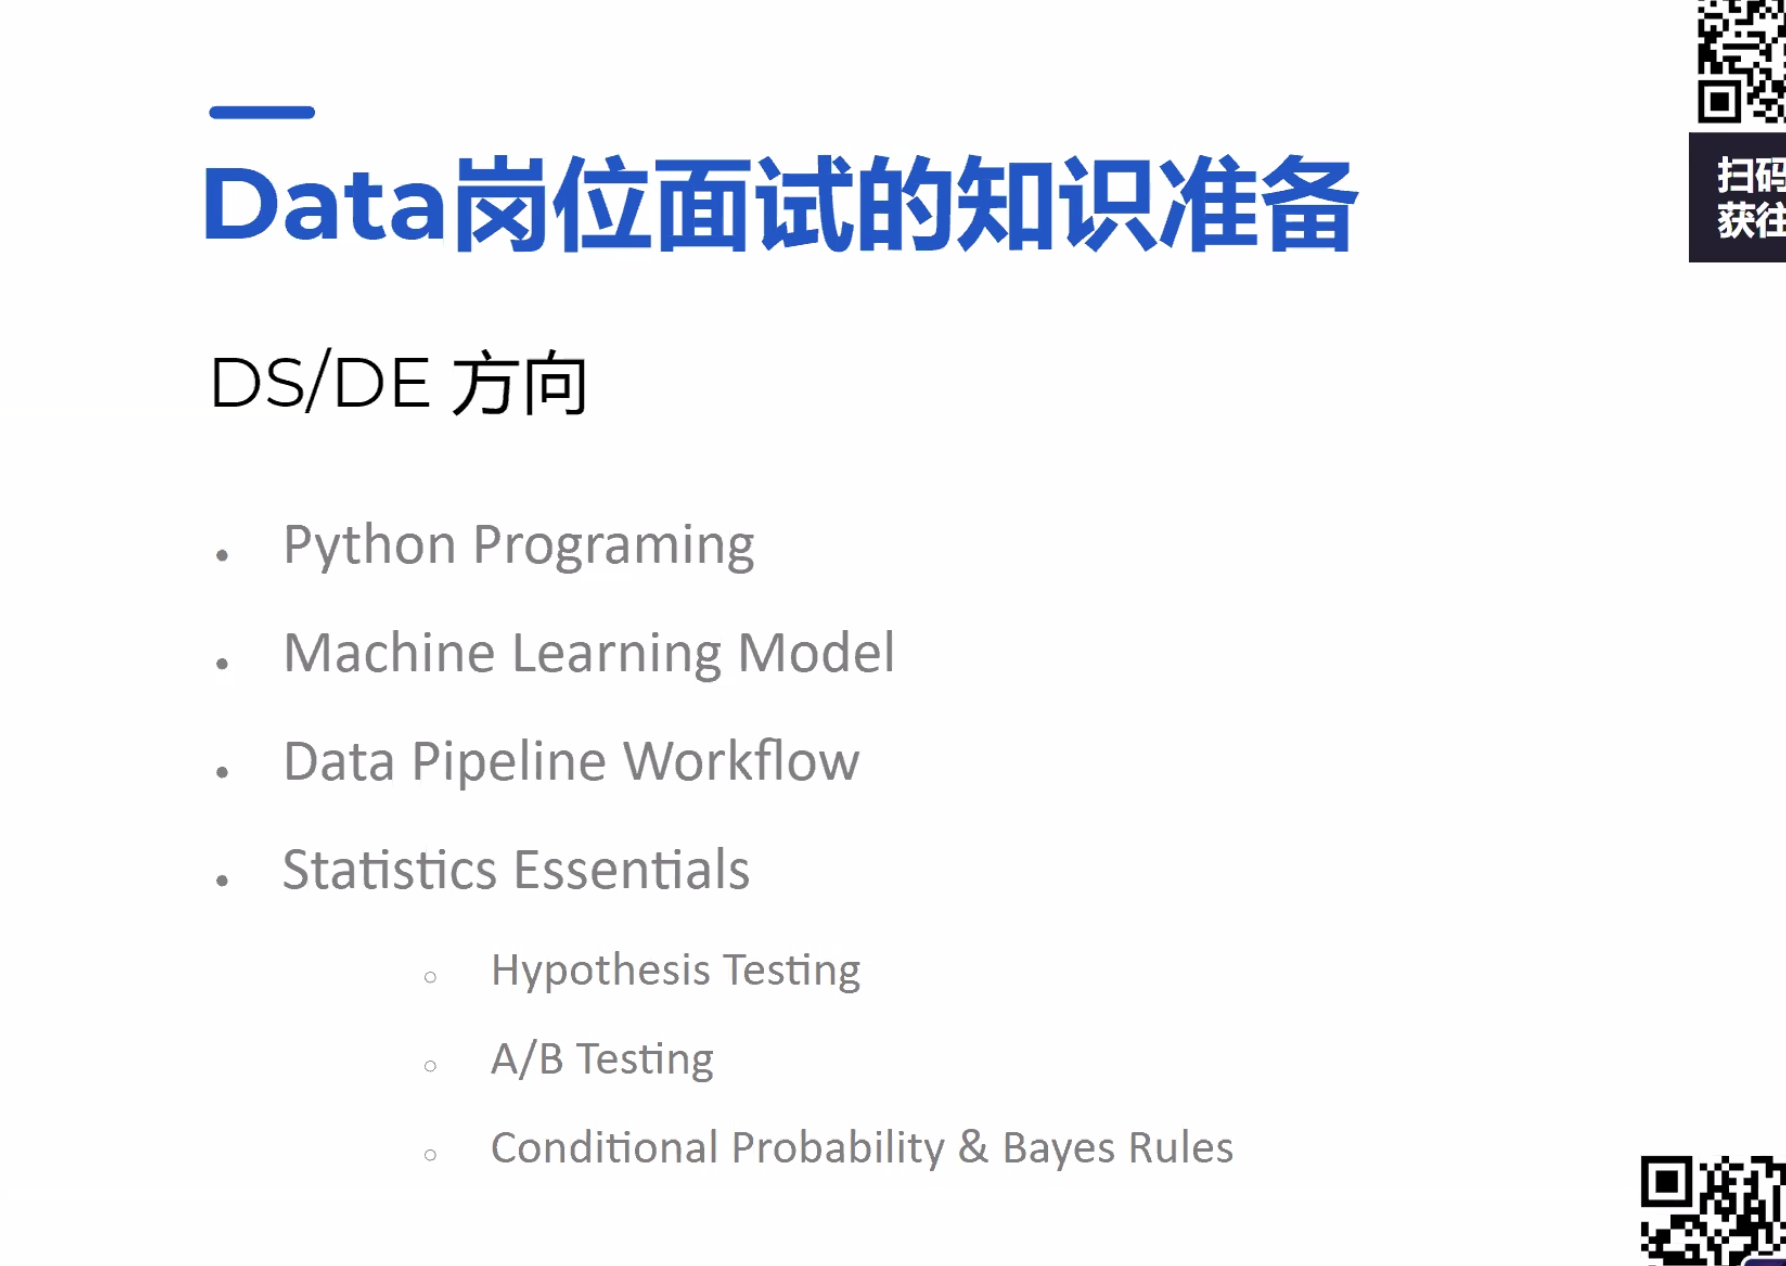 Data岗位面试的知识准备
扫码
获往
DS/DE 方向
Python Programing
Machine Learning Model
Data Pipeline Workflow
Statistics Essentials
Hypothesis Testing
A/B Testing
Conditional Probability & Bayes Rules